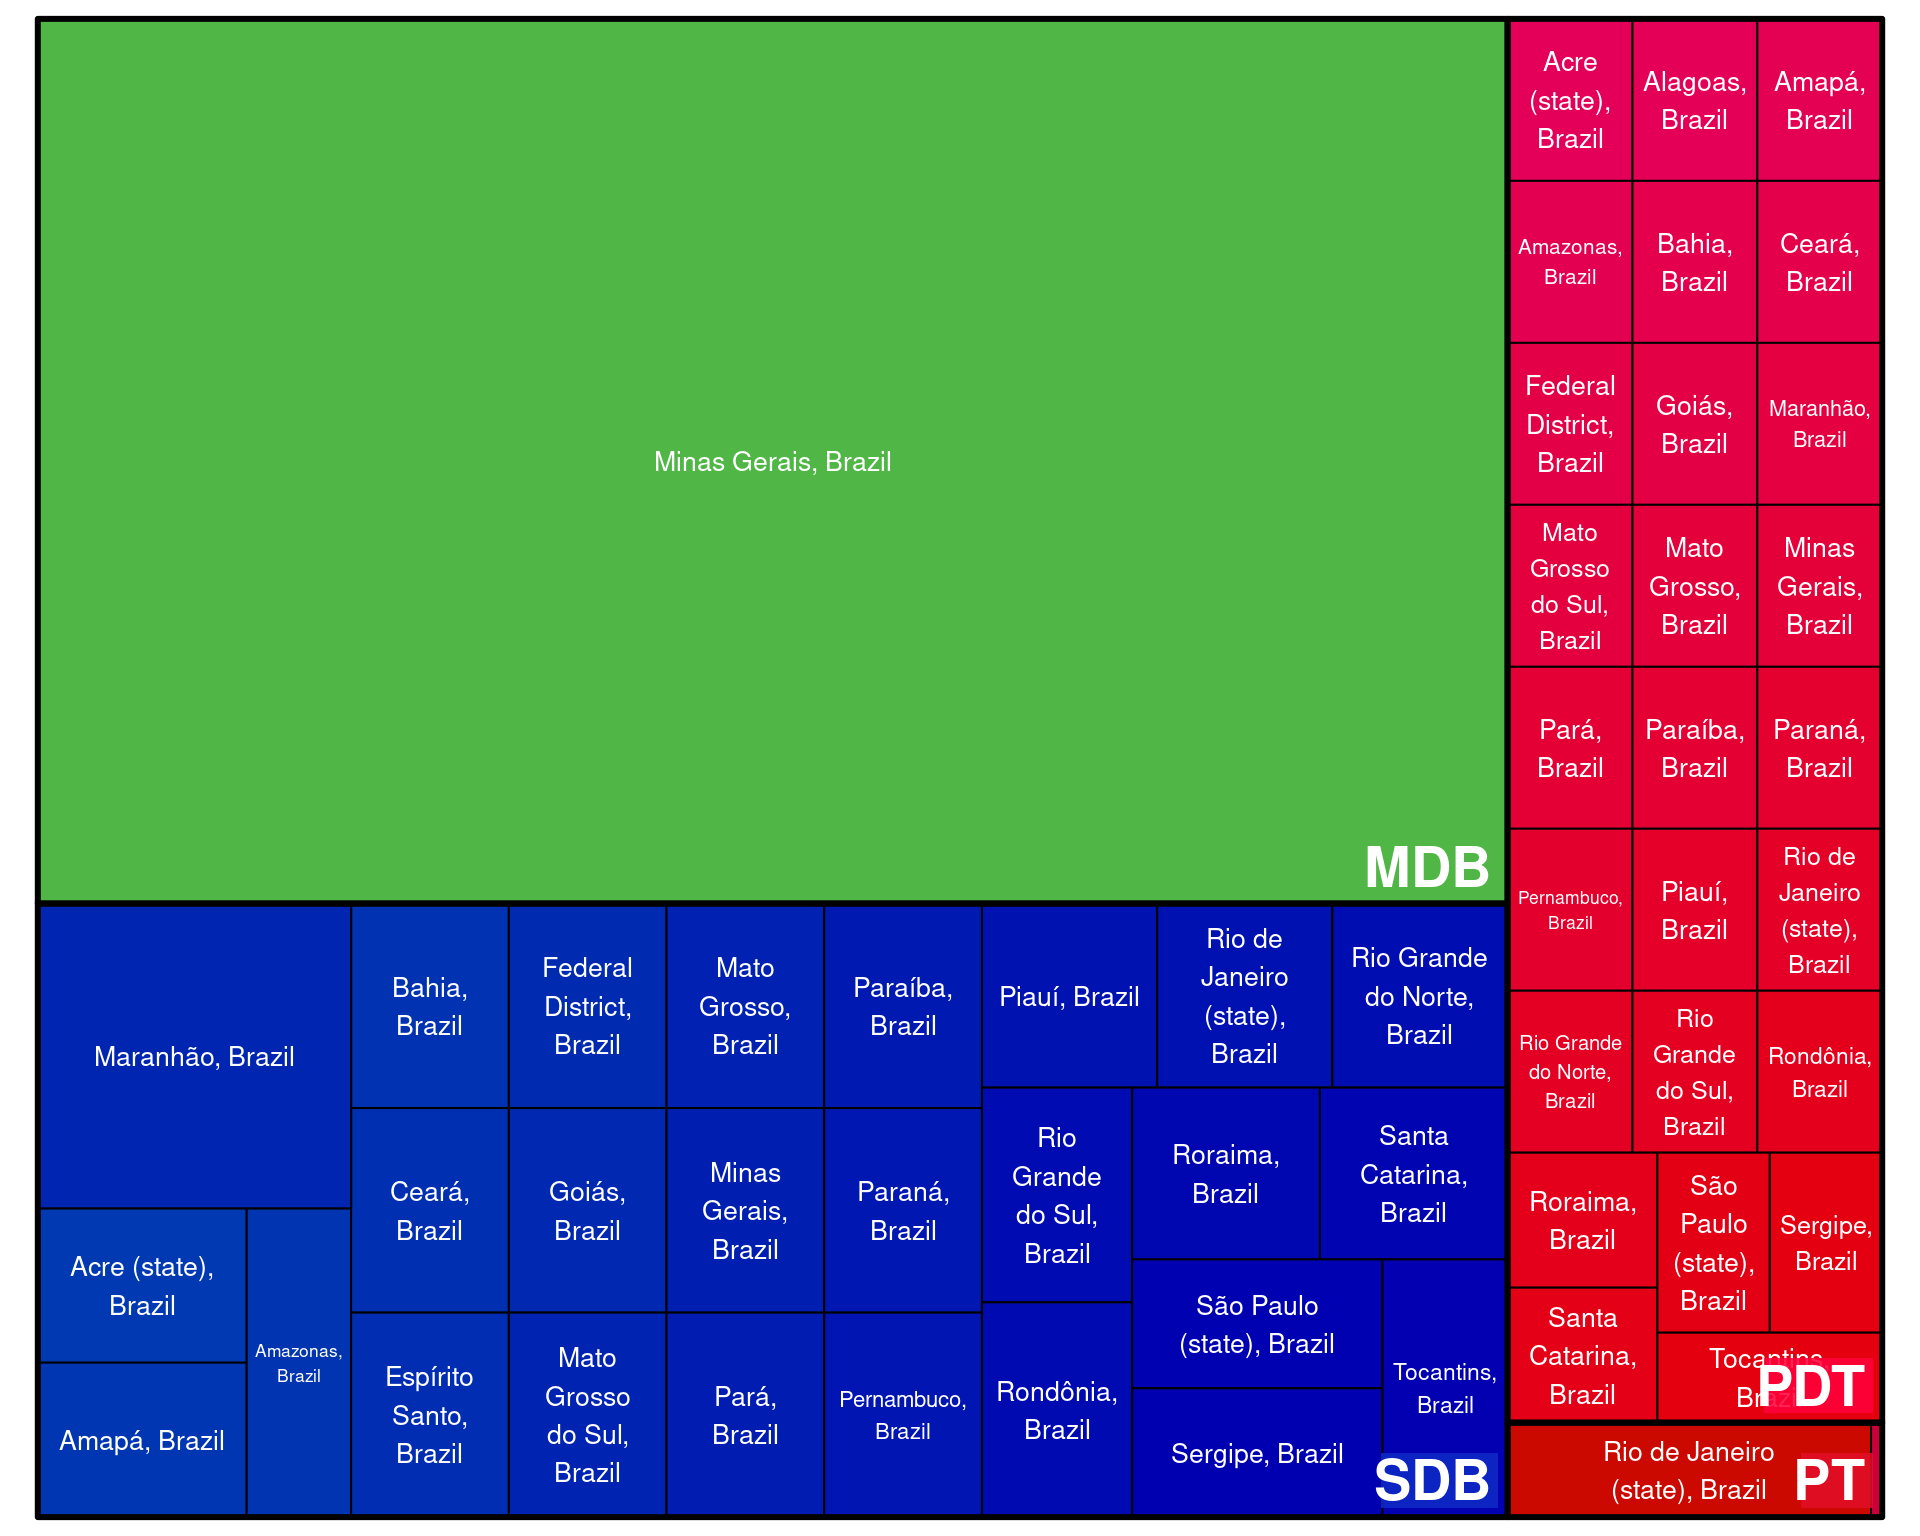 Minas Gerais, Brazil
MDB
Maranhão, Brazil
Acre (state),
Brazil
Amapá, Brazil
Amazonas,
Brazil
Bahia,
Brazil
Ceará,
Brazil
Espírito
Santo,
Brazil
Federal
District,
Brazil
Goiás,
Brazil
Mato
Grosso
do Sul,
Brazil
Mato
Grosso,
Brazil
Minas
Gerais,
Brazil
Pará,
Brazil
Paraíba,
Brazil
Paraná,
Brazil
Pernambuco,
Brazil
Piauí, Brazil
Rio de
Janeiro
(state),
Brazil
Rio Grande
do Norte,
Brazil
Rio
Grande
do Sul,
Brazil
Rondônia,
Brazil
Roraima,
Brazil
Santa
Catarina,
Brazil
São Paulo
(state), Brazil
Sergipe, Brazil
Tocantins,
Brazil
SDB
Acre
(state),
Brazil
Alagoas,
Brazil
Amapá,
Brazil
Amazonas,
Brazil
Bahia,
Brazil
Ceará,
Brazil
Federal
District,
Brazil
Goiás,
Brazil
Maranhão,
Brazil
Mato
Grosso
do Sul,
Brazil
Mato
Grosso,
Brazil
Minas
Gerais,
Brazil
Pará,
Brazil
Paraíba,
Brazil
Paraná,
Brazil
Pernambuco,
Brazil
Piauí,
Brazil
Rio de
Janeiro
(state),
Brazil
Rio Grande
do Norte,
Brazil
Rio
Grande
do Sul,
Brazil
Rondônia,
Brazil
Roraima,
Brazil
Santa
Catarina,
Brazil
São
Paulo
(state),
Brazil
Sergipe,
Brazil
Tocantins,
Brazil
PDT
Rio de Janeiro
(state), Brazil
PT